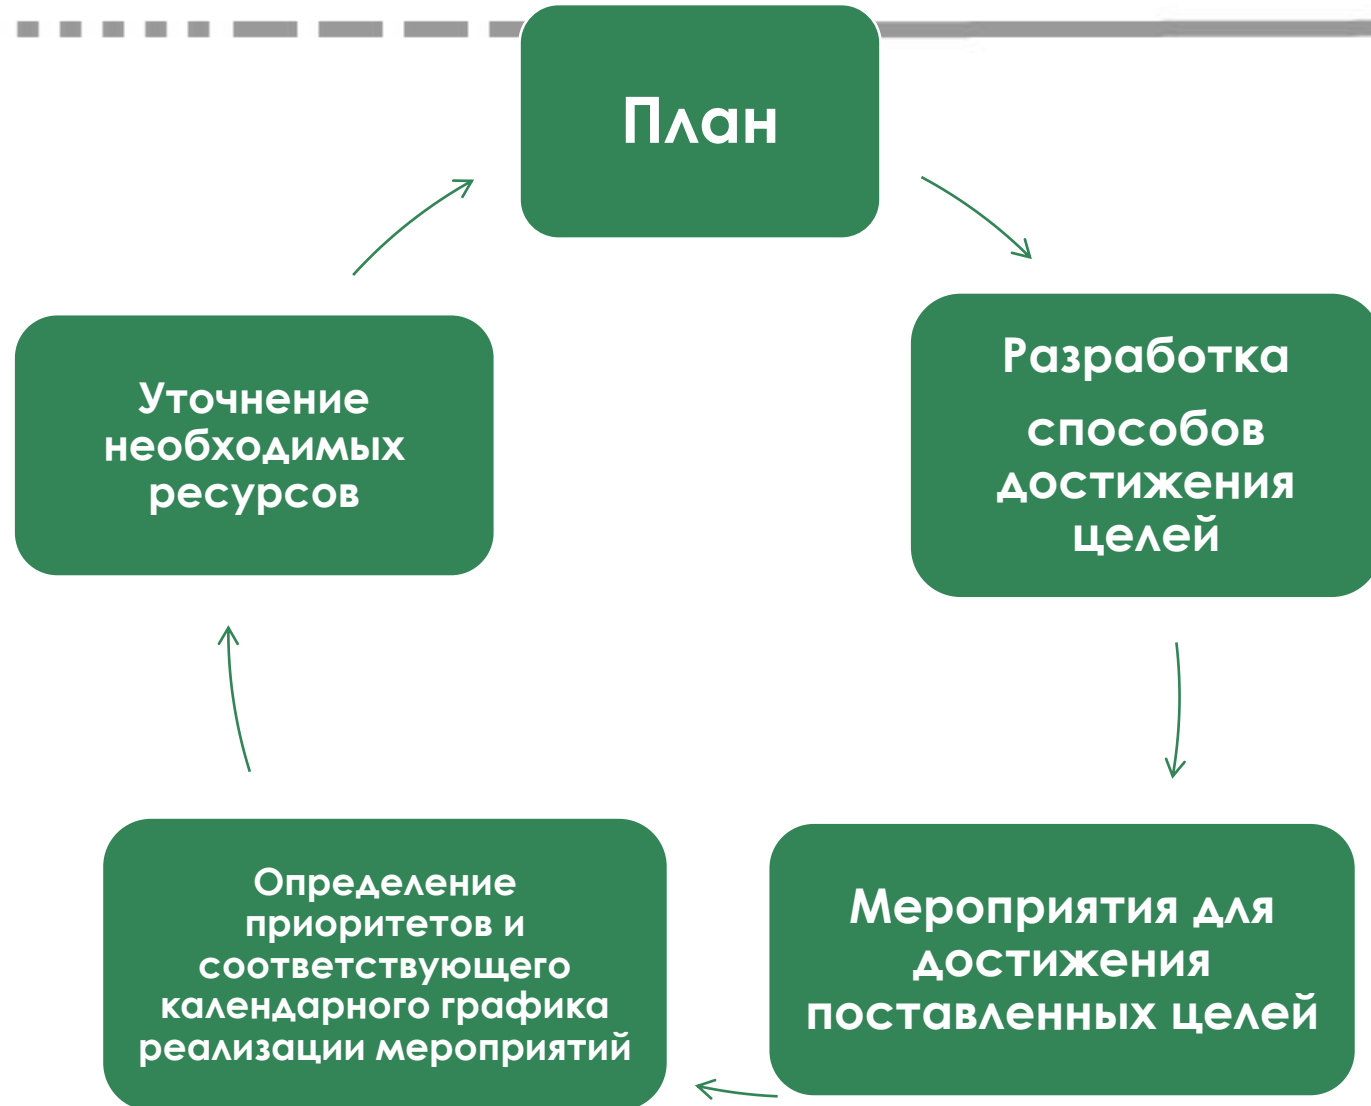 План
Разработка
способов
достижения
целей
Мероприятия для
достижения
поставленных целей
Определение
приоритетов и
соответствующего
календарного графика
реализации мероприятий
Уточнение
необходимых
ресурсов